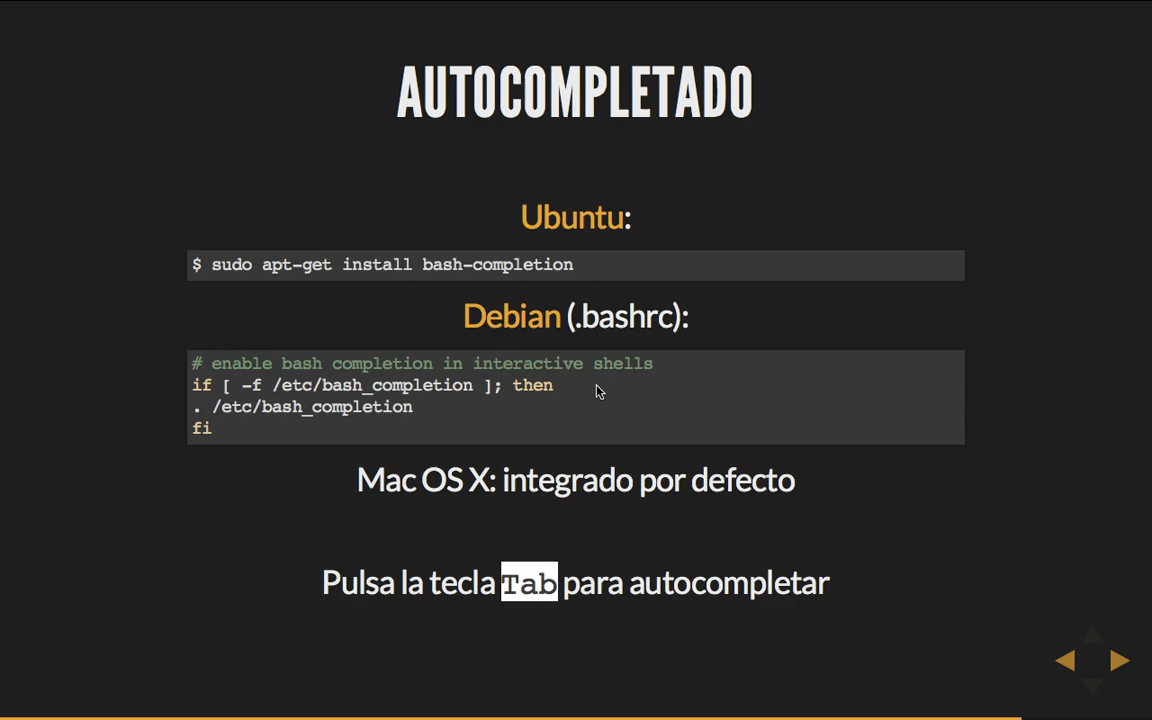 AUTOCOMPLETADO
Ubuntu:
$ sudo apt-get install bash-completion
Debian (.bashrc):
# enable bash completion in interactive shells
if [ -f /etc/bash_completion ]; then
. /etc/bash_completion
fi
Mac OS X: integrado por defecto
Pulsa la tecla Tab para autocompletar